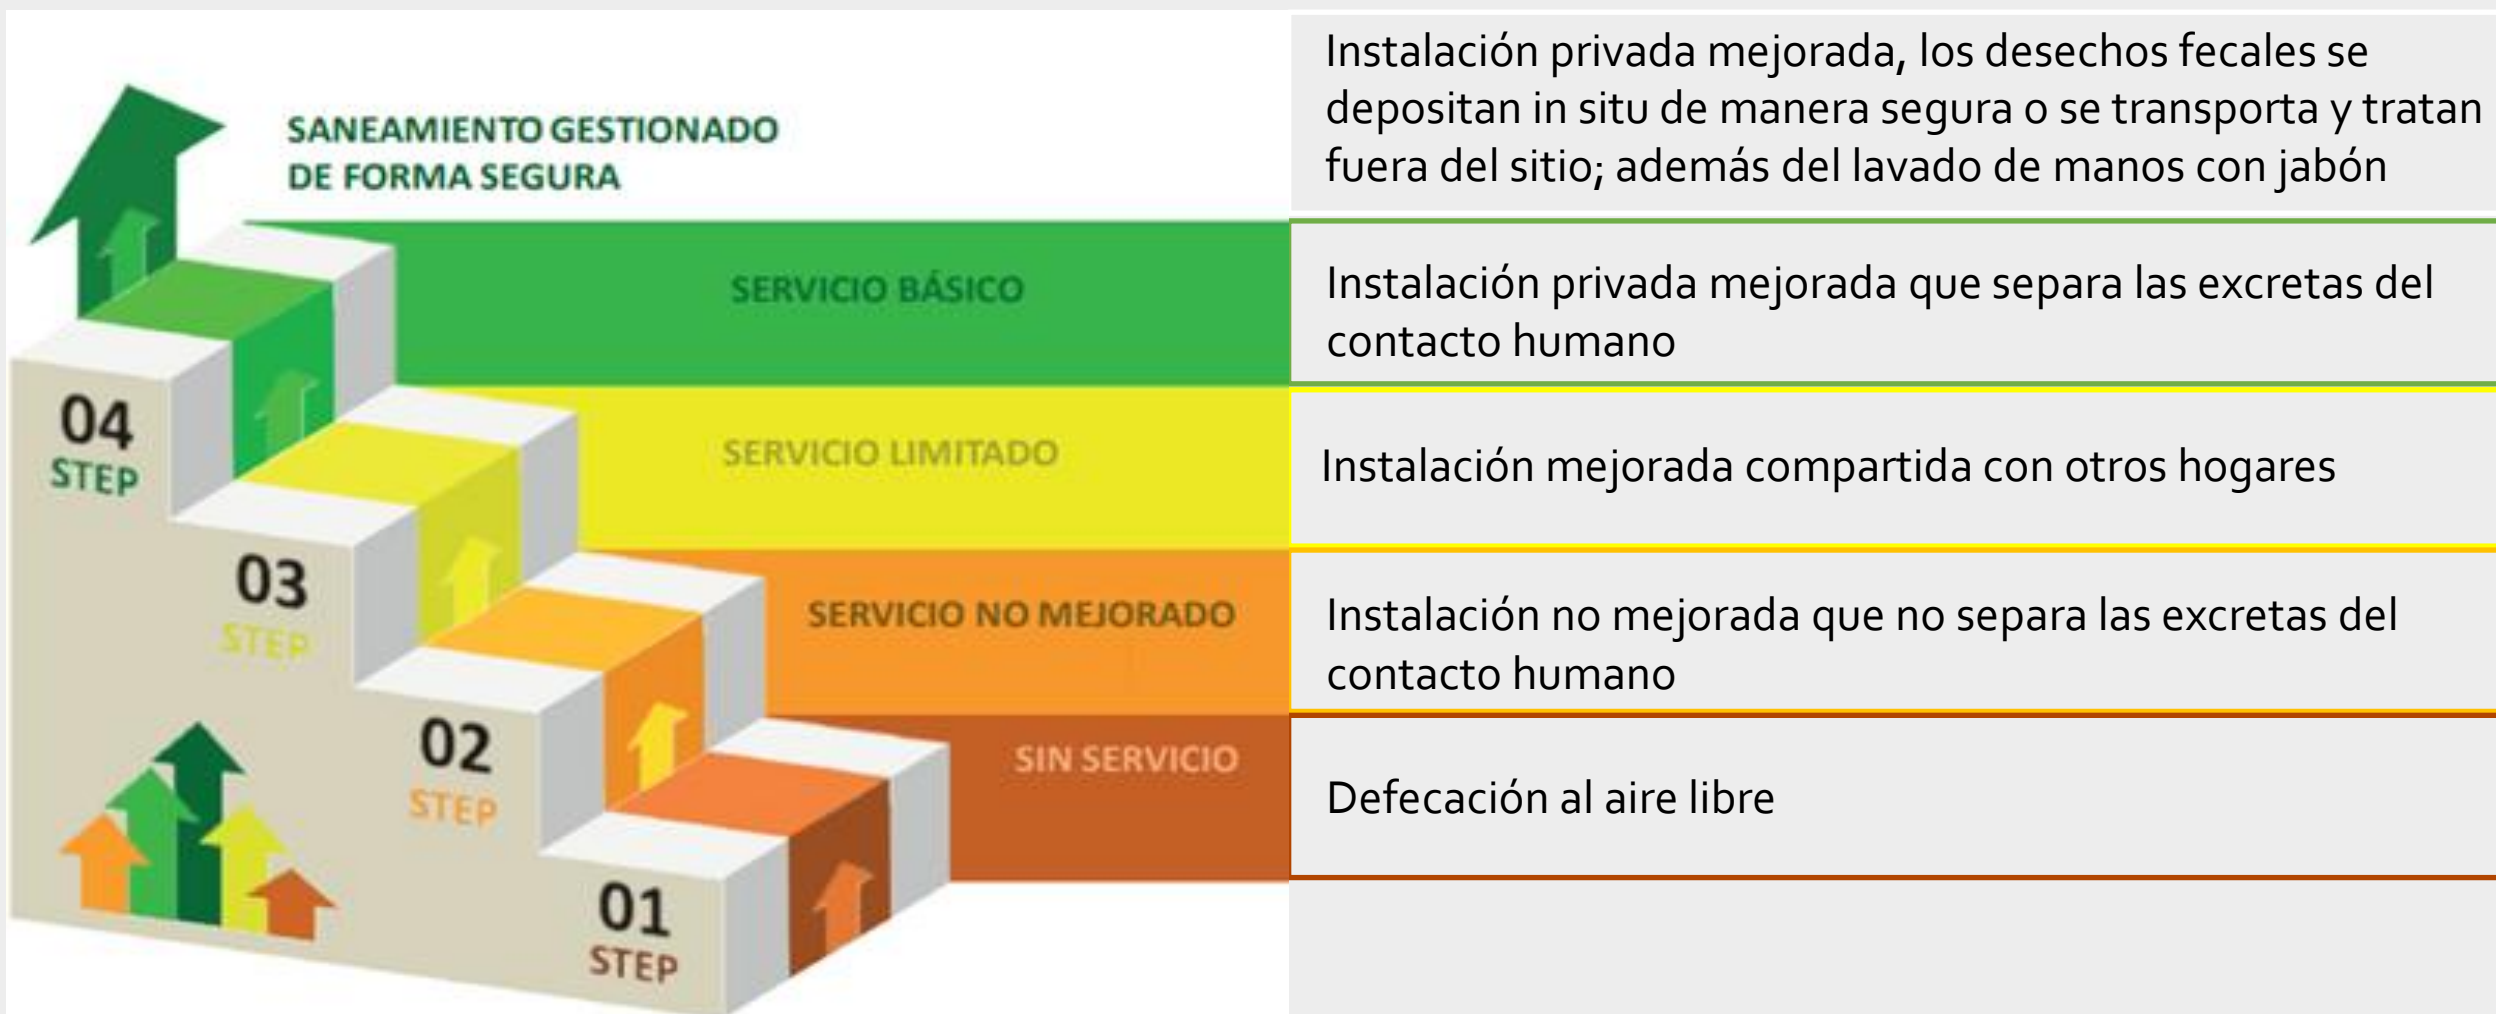 SANEAMIENTO GESTIONADO
DE FORMA SEGURA
Instalación privada mejorada, los desechos fecales se
depositan in situ de manera segura o se transporta y tratan
fuera del sitio; además del lavado de manos con jabón
SERVICIO BÁSICO
Instalación privada mejorada que separa las excretas del
contacto humano
04
STEP
SERVICIO LIMITADO
Instalación mejorada compartida con otros hogares
03
STEP
SERVICIO NO MEJORADO
Instalación no mejorada que no separa las excretas del
contacto humano
02
STEP
SIN SERVICIO
Defecación al aire libre
01
STEP